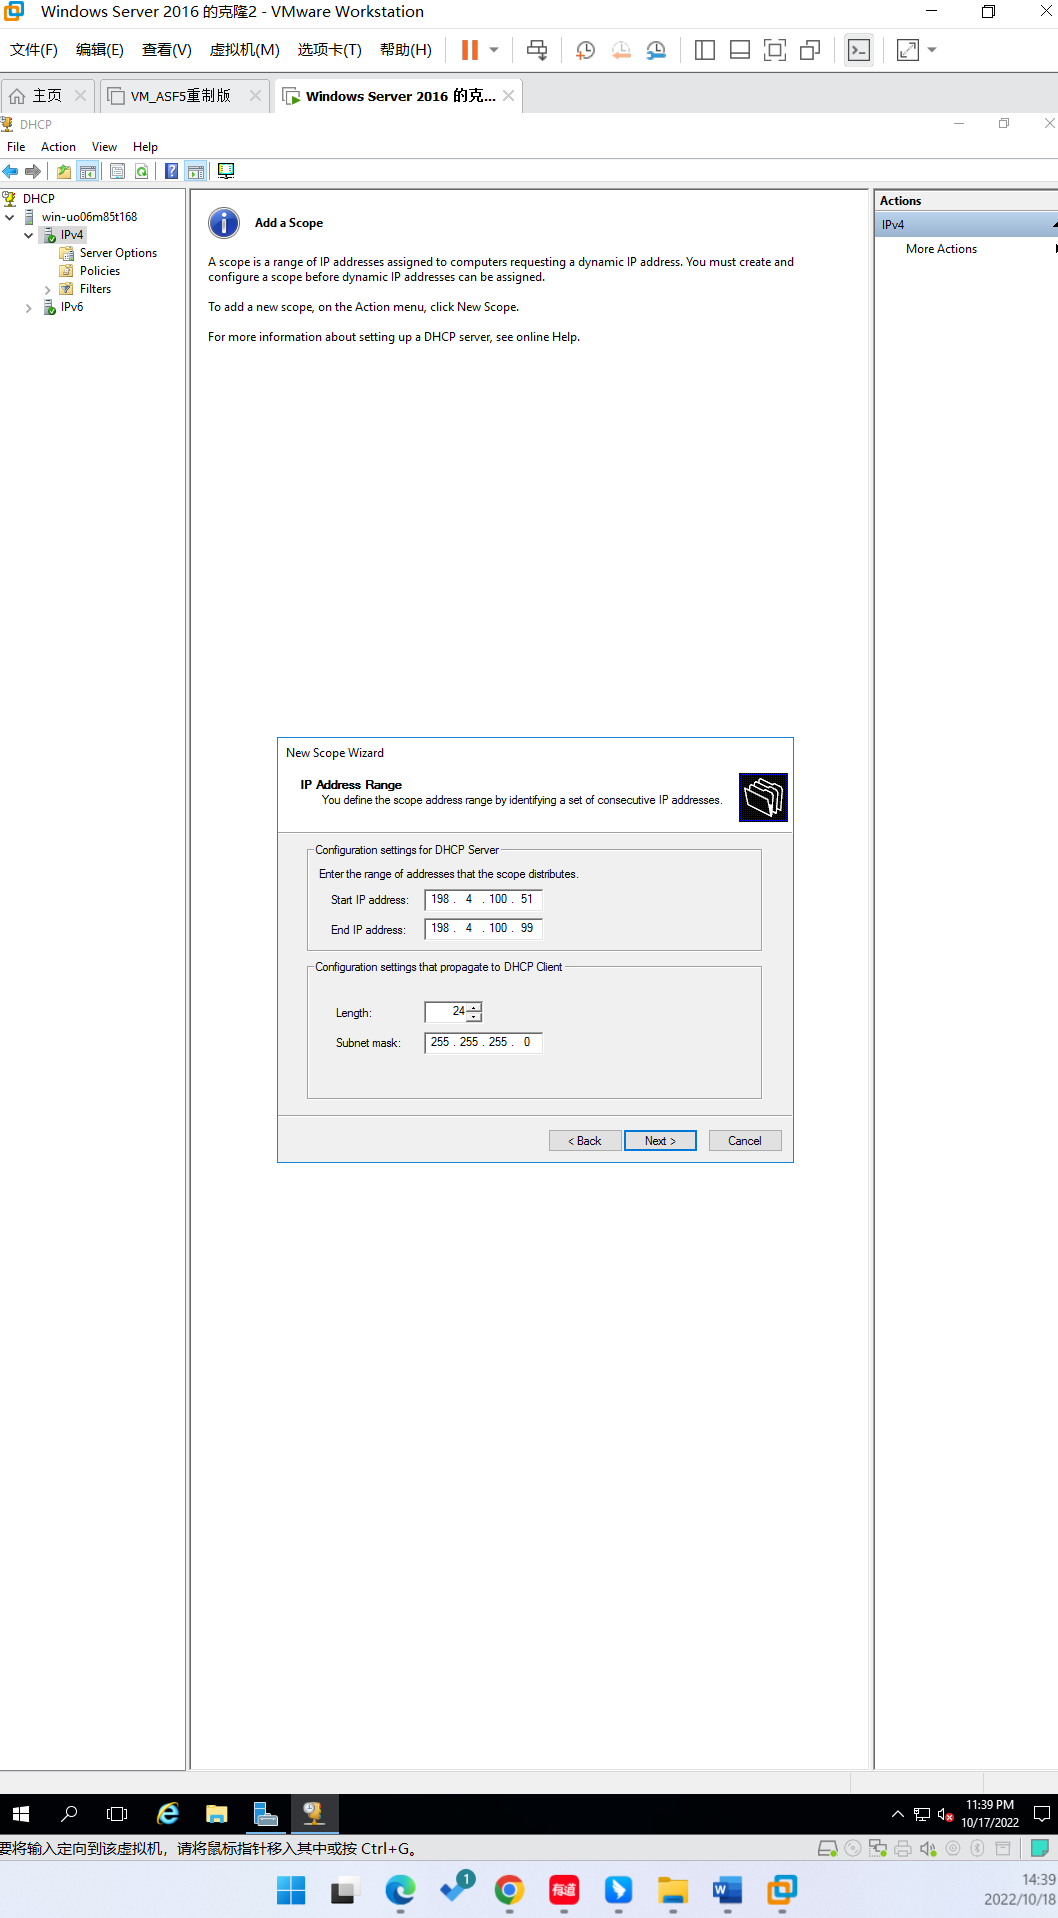 Windows Server 2016 的克隆2 - VMware Workstation
文件(F) 编辑(E) 查看(V) 虚拟机(M) 选项卡(T) 帮助(H)
主页 VM_ASF5重制版 Windows Server 2016 的克...
DHCP
File Action View Help
DHCP
win-uo06m85t168
IPv4
Server Options
Policies
Filters
IPv6
Add a Scope
A scope is a range of IP addresses assigned to computers requesting a dynamic IP address. You must create and
configure a scope before dynamic IP addresses can be assigned.
To add a new scope, on the Action menu, click New Scope.
For more information about setting up a DHCP server, see online Help.
Actions
IPv4
More Actions
New Scope Wizard
IP Address Range
You define the scope address range by identifying a set of consecutive IP addresses.
Configuration settings for DHCP Server
Enter the range of addresses that the scope distributes.
Start IP address: 198 . 4 . 100 . 51
End IP address: 198 . 4 . 100 . 99
Configuration settings that propagate to DHCP Client
Length: 24
Subnet mask: 255 . 255 . 255 . 0
< Back Next > Cancel
11:39 PM
10/17/2022
要将输入定向到该虚拟机，请将鼠标指针移入其中或按 Ctrl+G。
1
有道
14:39
2022/10/18